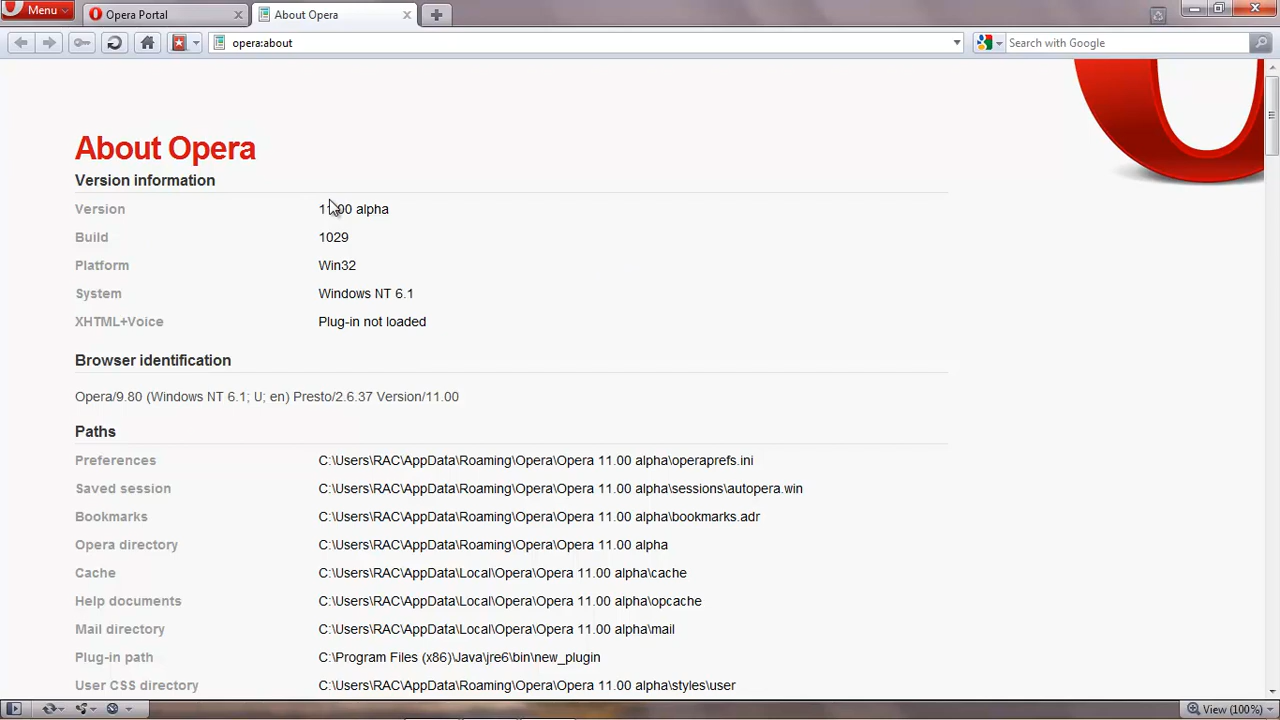 Menu
Opera Portal
About Opera
opera:about
Search with Google
About Opera
Version information
Version 11.00 alpha
Build 1029
Platform Win32
System Windows NT 6.1
XHTML+Voice Plug-in not loaded
Browser identification
Opera/9.80 (Windows NT 6.1; U; en) Presto/2.6.37 Version/11.00
Paths
Preferences C:\Users\RAC\AppData\Roaming\Opera\Opera 11.00 alpha\operaprefs.ini
Saved session C:\Users\RAC\AppData\Roaming\Opera\Opera 11.00 alpha\sessions\autopera.win
Bookmarks C:\Users\RAC\AppData\Roaming\Opera\Opera 11.00 alpha\bookmarks.adr
Opera directory C:\Users\RAC\AppData\Roaming\Opera\Opera 11.00 alpha
Cache C:\Users\RAC\AppData\Local\Opera\Opera 11.00 alpha\cache
Help documents C:\Users\RAC\AppData\Local\Opera\Opera 11.00 alpha\opcache
Mail directory C:\Users\RAC\AppData\Local\Opera\Opera 11.00 alpha\mail
Plug-in path C:\Program Files (x86)\Java\jre6\bin\new_plugin
User CSS directory C:\Users\RAC\AppData\Roaming\Opera\Opera 11.00 alpha\styles\user
View (100%)